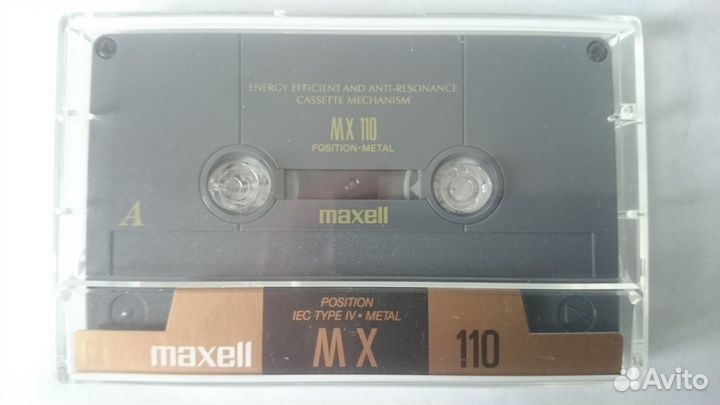 ENERGY EFFICIENT AND ANTI-RESONANCE
CASSETTE MECHANISM
MX 110
POSITION•METAL
A
maxell
POSITION
IEC TYPE IV • METAL
maxell MX 110
Avito